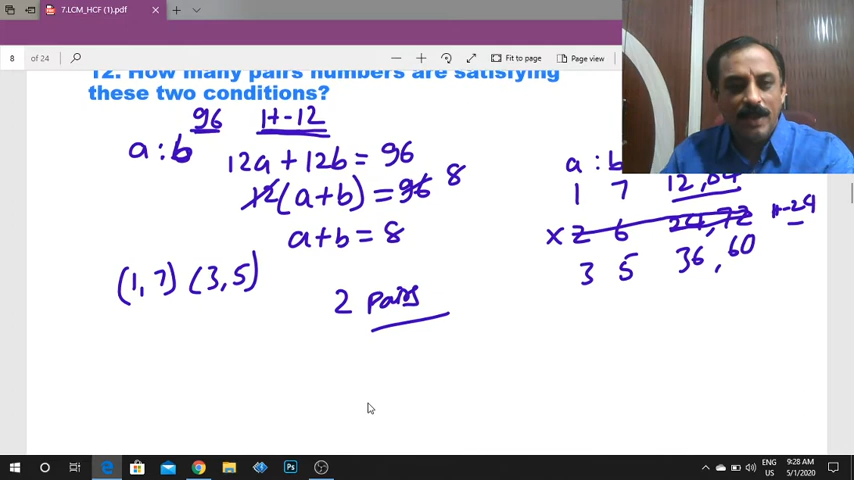 7.LCM_HCF (1).pdf
8 of 24
Fit to page
Page view
12. How many pairs numbers are satisfying
these two conditions?
96 H-12
a : b 12a + 12b = 96
12(a+b) = 96 8
a+b = 8
(1,7) (3,5)
2 Pairs
a : b
1 7 12, 84
x 2 6 24, 72 H-24
3 5 36, 60
Ps
ENG
US
9:28 AM
5/1/2020